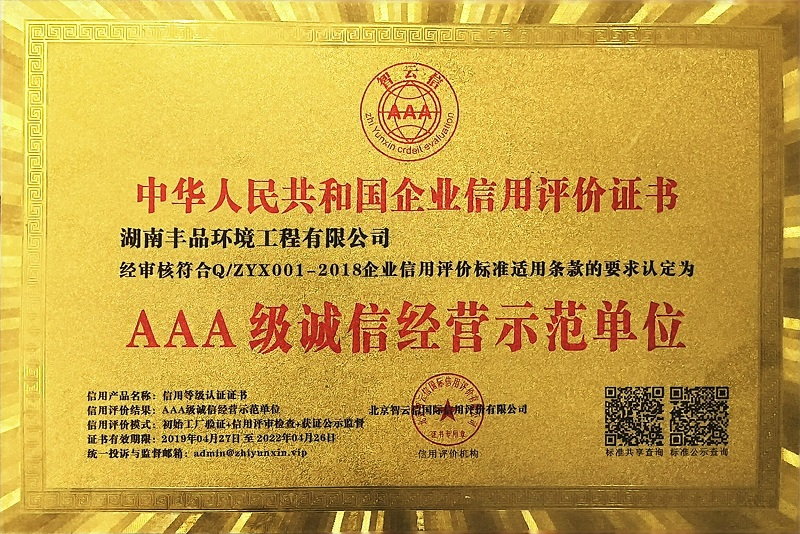 智云信
AAA
zhi Yunxin crdeit evaluation
中华人民共和国企业信用评价证书
湖南丰品环境工程有限公司
经审核符合Q/ZYX001-2018企业信用评价标准适用条款的要求认定为
AAA级诚信经营示范单位
信用产品名称：信用等级认证证书
信用评价结果：AAA级诚信经营示范单位
信用评价模式：初始工厂验证+信用评审检查+获证公示监督
证书有效期限：2019年04月27日 至 2022年04月26日
统一投诉与监督邮箱：admin@zhiyunxin.vip
北京智云信国际信用评价有限公司
证书专用章
信用评价机构
标准共享查询 标准公示查询